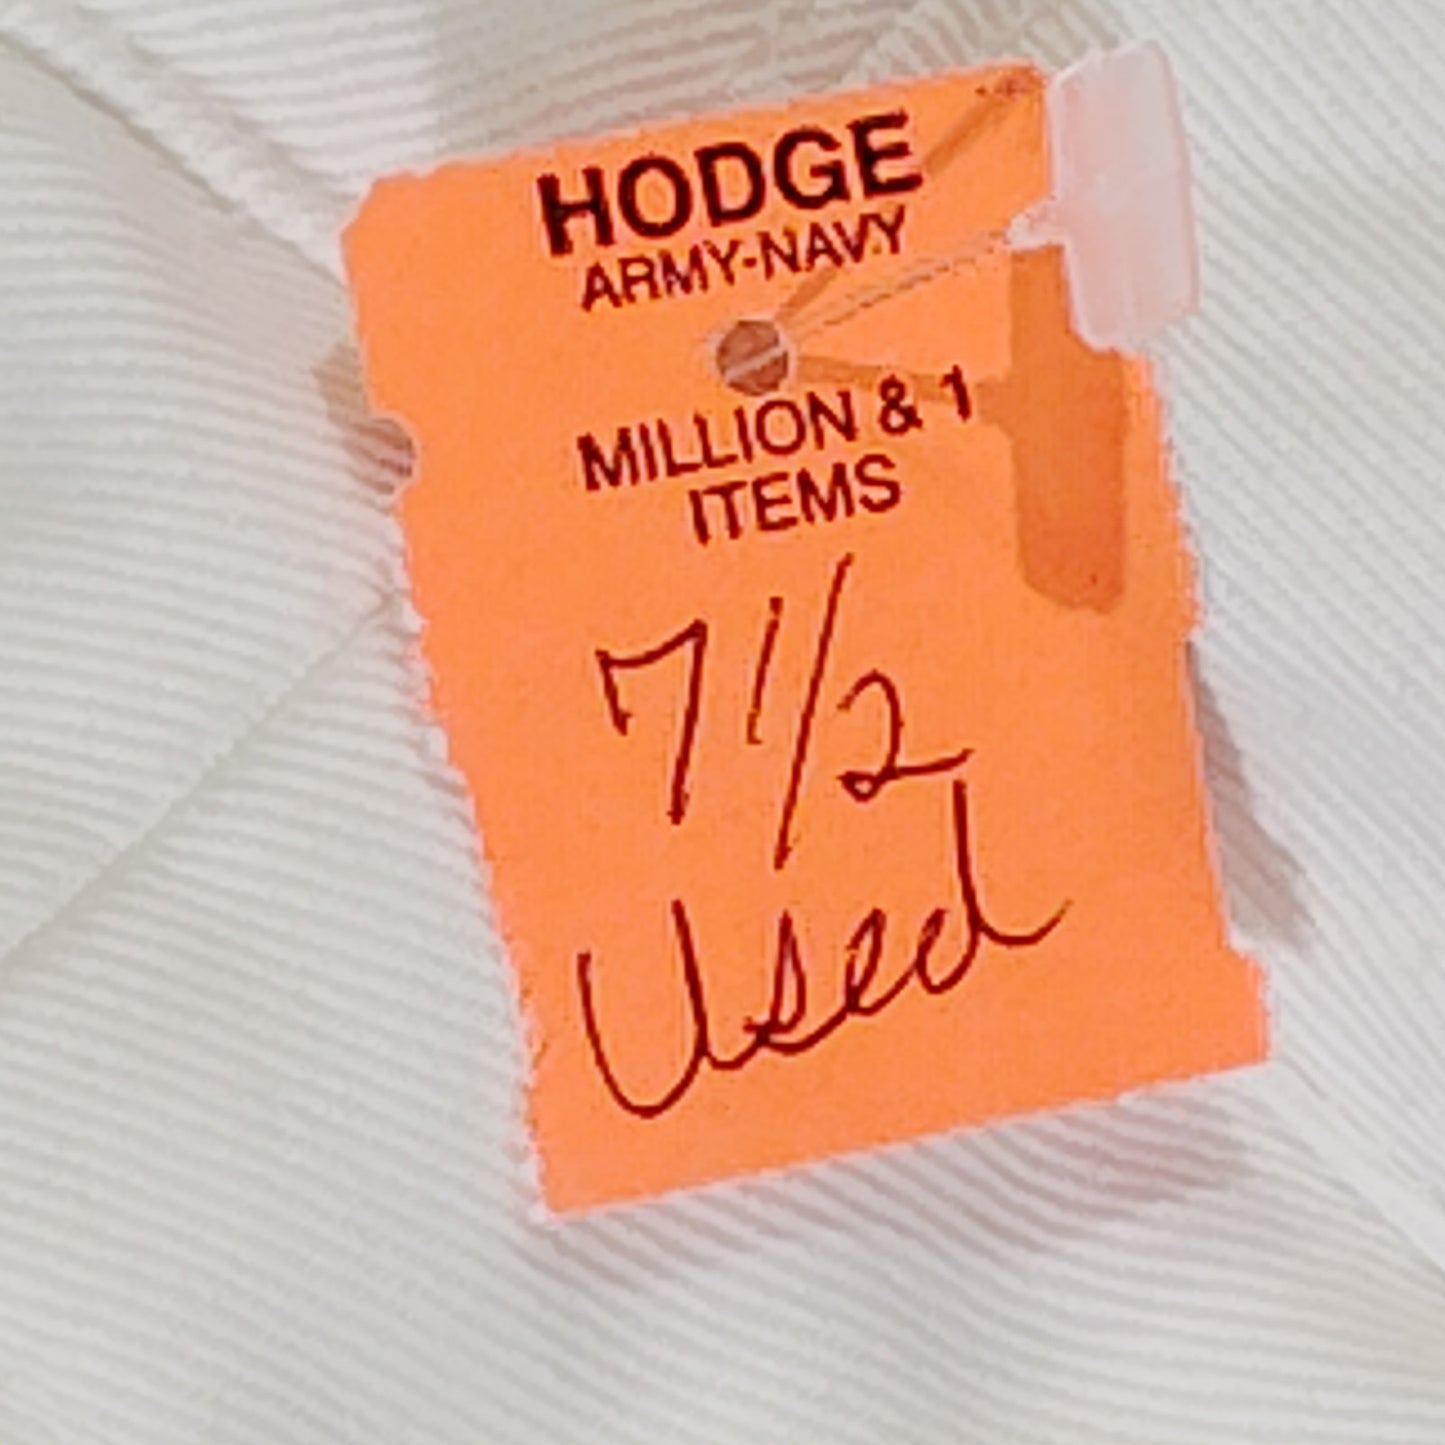 HODGE
ARMY-NAVY
MILLION & 1
ITEMS
7 1/2
Used